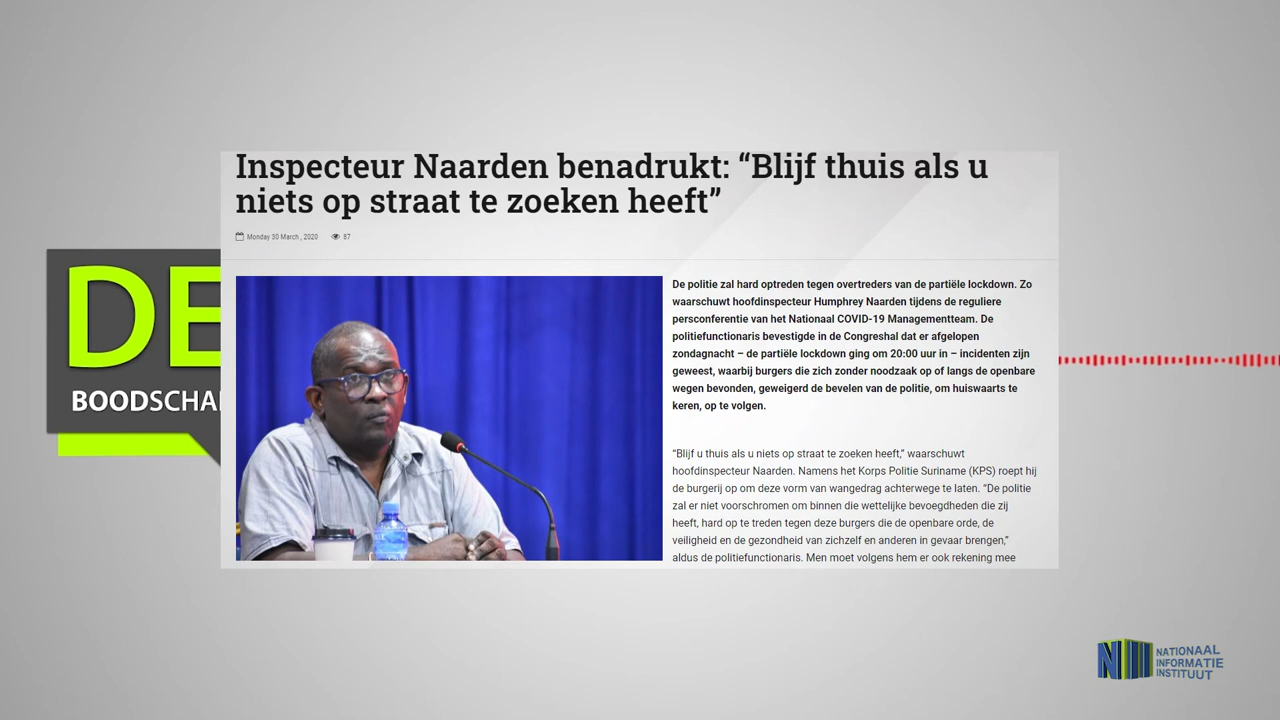 Inspecteur Naarden benadrukt: “Blijf thuis als u
niets op straat te zoeken heeft”
Monday 30 March , 2020 87
DE
BOODSCHA
De politie zal hard optreden tegen overtreders van de partiële lockdown. Zo
waarschuwt hoofdinspecteur Humphrey Naarden tijdens de reguliere
persconferentie van het Nationaal COVID-19 Managementteam. De
politiefunctionaris bevestigde in de Congreshal dat er afgelopen
zondagnacht – de partiële lockdown ging om 20:00 uur in – incidenten zijn
geweest, waarbij burgers die zich zonder noodzaak op of langs de openbare
wegen bevonden, geweigerd de bevelen van de politie, om huiswaarts te
keren, op te volgen.
“Blijf u thuis als u niets op straat te zoeken heeft,” waarschuwt
hoofdinspecteur Naarden. Namens het Korps Politie Suriname (KPS) roept hij
de burgerij op om deze vorm van wangedrag achterwege te laten. “De politie
zal er niet voorschromen om binnen die wettelijke bevoegdheden die zij
heeft, hard op te treden tegen deze burgers die de openbare orde, de
veiligheid en de gezondheid van zichzelf en anderen in gevaar brengen,”
aldus de politiefunctionaris. Men moet volgens hem er ook rekening mee
NII NATIONAAL
INFORMATIE
INSTITUUT